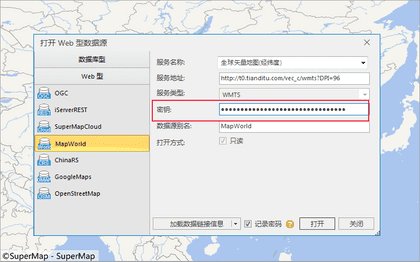 打开 Web 型数据源
数据库型
Web 型
OGC
iServerREST
SuperMapCloud
MapWorld
ChinaRS
GoogleMaps
OpenStreetMap
服务名称: 全球矢量地图(经纬度)
服务地址: http://t0.tianditu.com/vec_c/wmts?DPI=96
服务类型: WMTS
密钥: ●●●●●●●●●●●●●●●●●●●●●●●●●●●●●●●●
数据源别名: MapWorld
打开方式: 只读
加载数据链接信息 记录密码 打开 关闭
©SuperMap - SuperMap